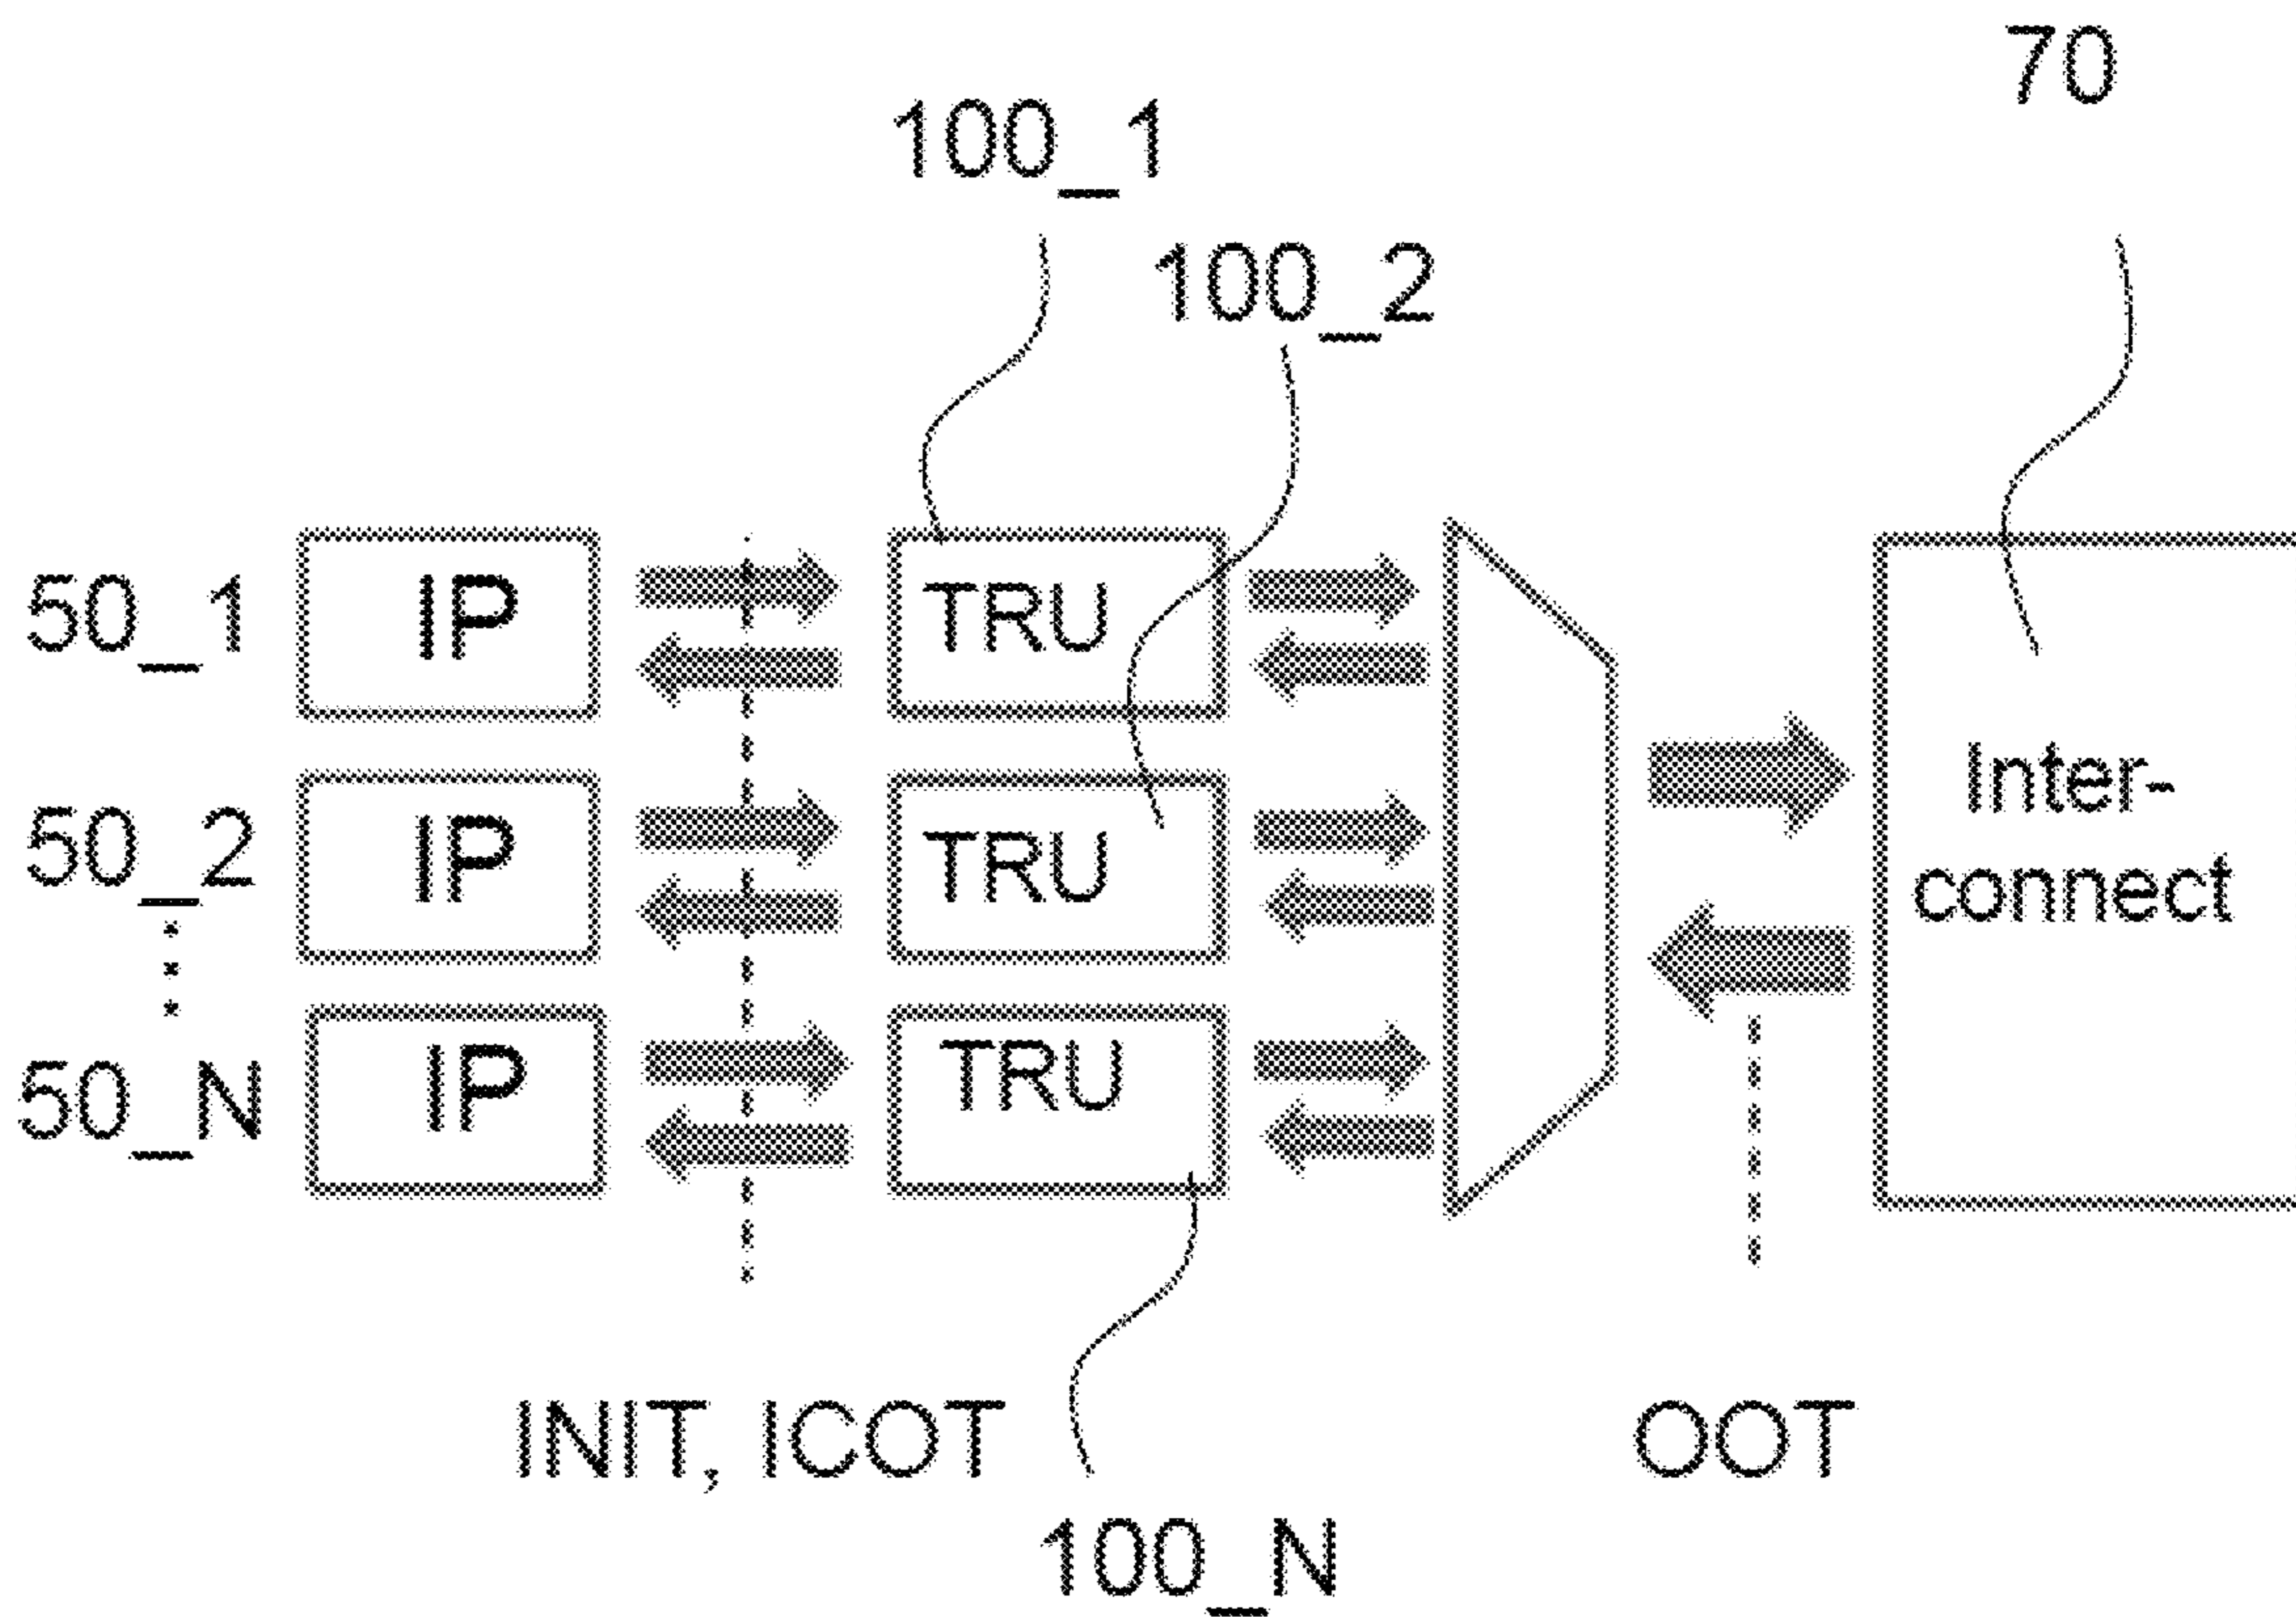 70
100_1
100_2
50_1 IP TRU
Inter-
connect
50_2 IP TRU
50_N IP TRU
INIT, ICOT
OOT
100_N